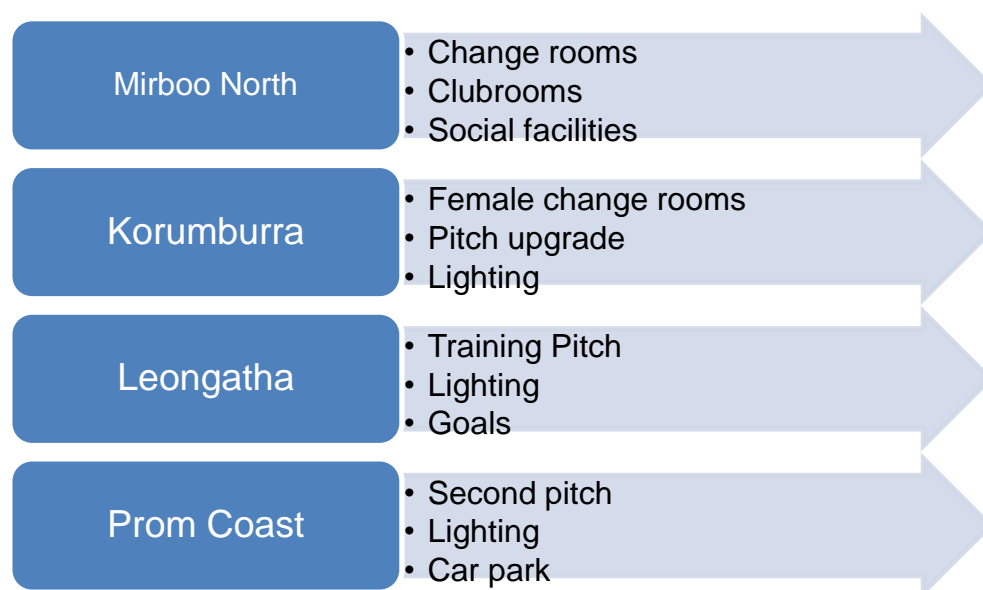 Mirboo North
• Change rooms
• Clubrooms
• Social facilities
Korumburra
• Female change rooms
• Pitch upgrade
• Lighting
Leongatha
• Training Pitch
• Lighting
• Goals
Prom Coast
• Second pitch
• Lighting
• Car park